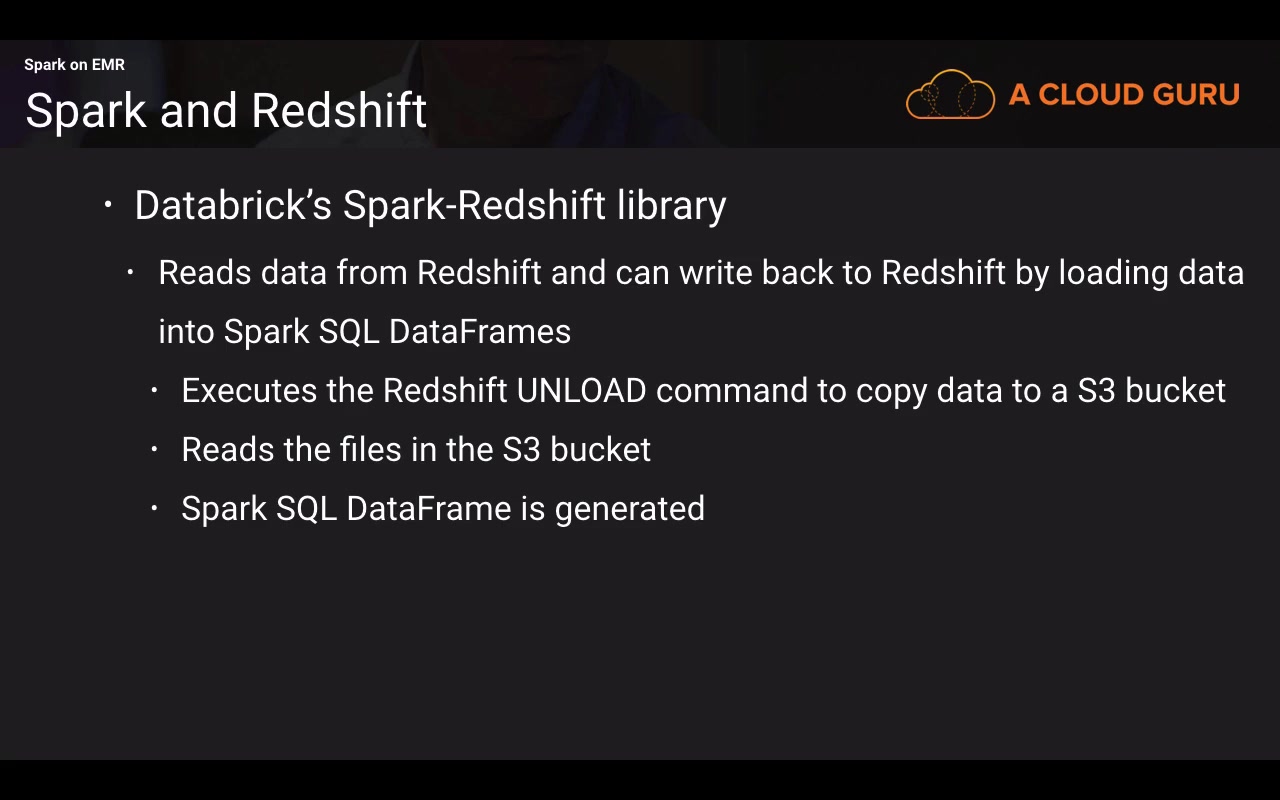 Spark on EMR
Spark and Redshift
A CLOUD GURU
• Databrick’s Spark-Redshift library
• Reads data from Redshift and can write back to Redshift by loading data
into Spark SQL DataFrames
• Executes the Redshift UNLOAD command to copy data to a S3 bucket
• Reads the files in the S3 bucket
• Spark SQL DataFrame is generated